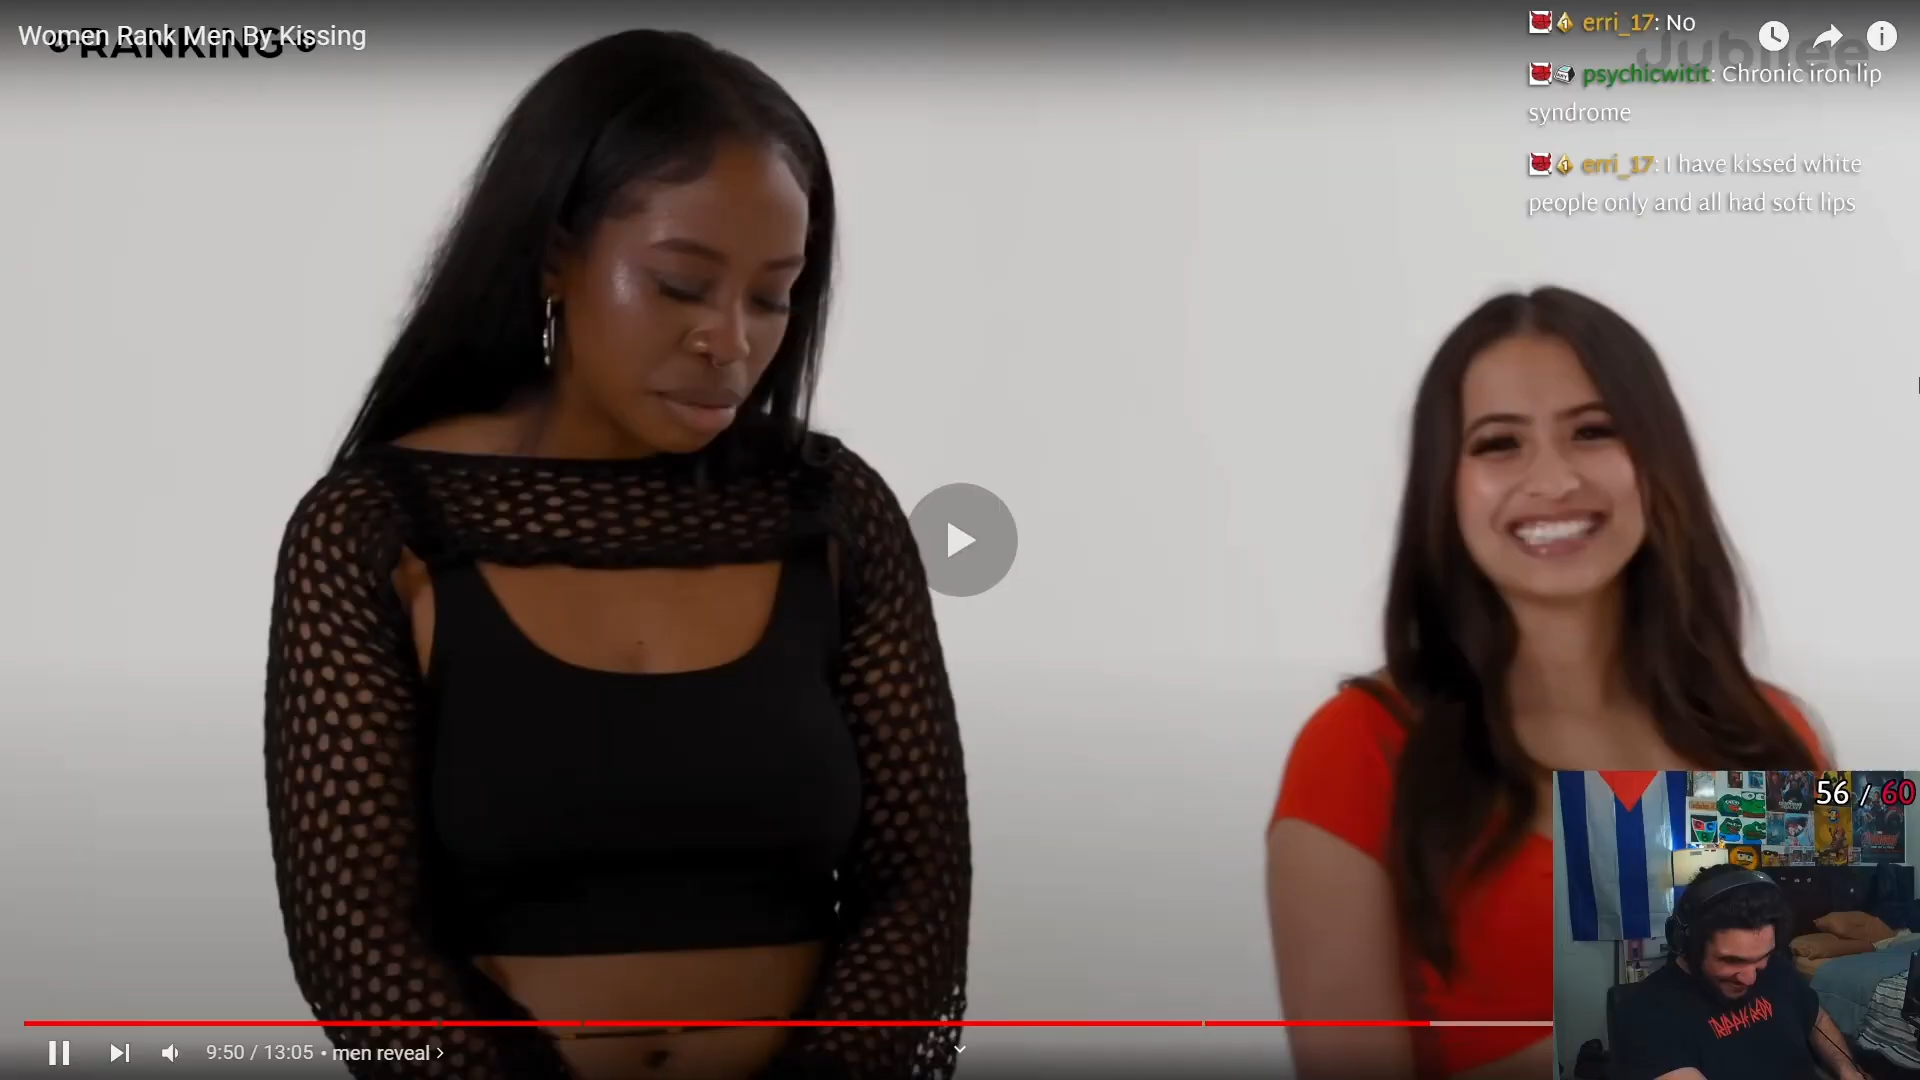 Women Rank Men By Kissing
RANKING
Jubilee
erri_17: No
psychicwitit: Chronic iron lip
syndrome
erri_17: I have kissed white
people only and all had soft lips
56 / 60
9:50 / 13:05 • men reveal